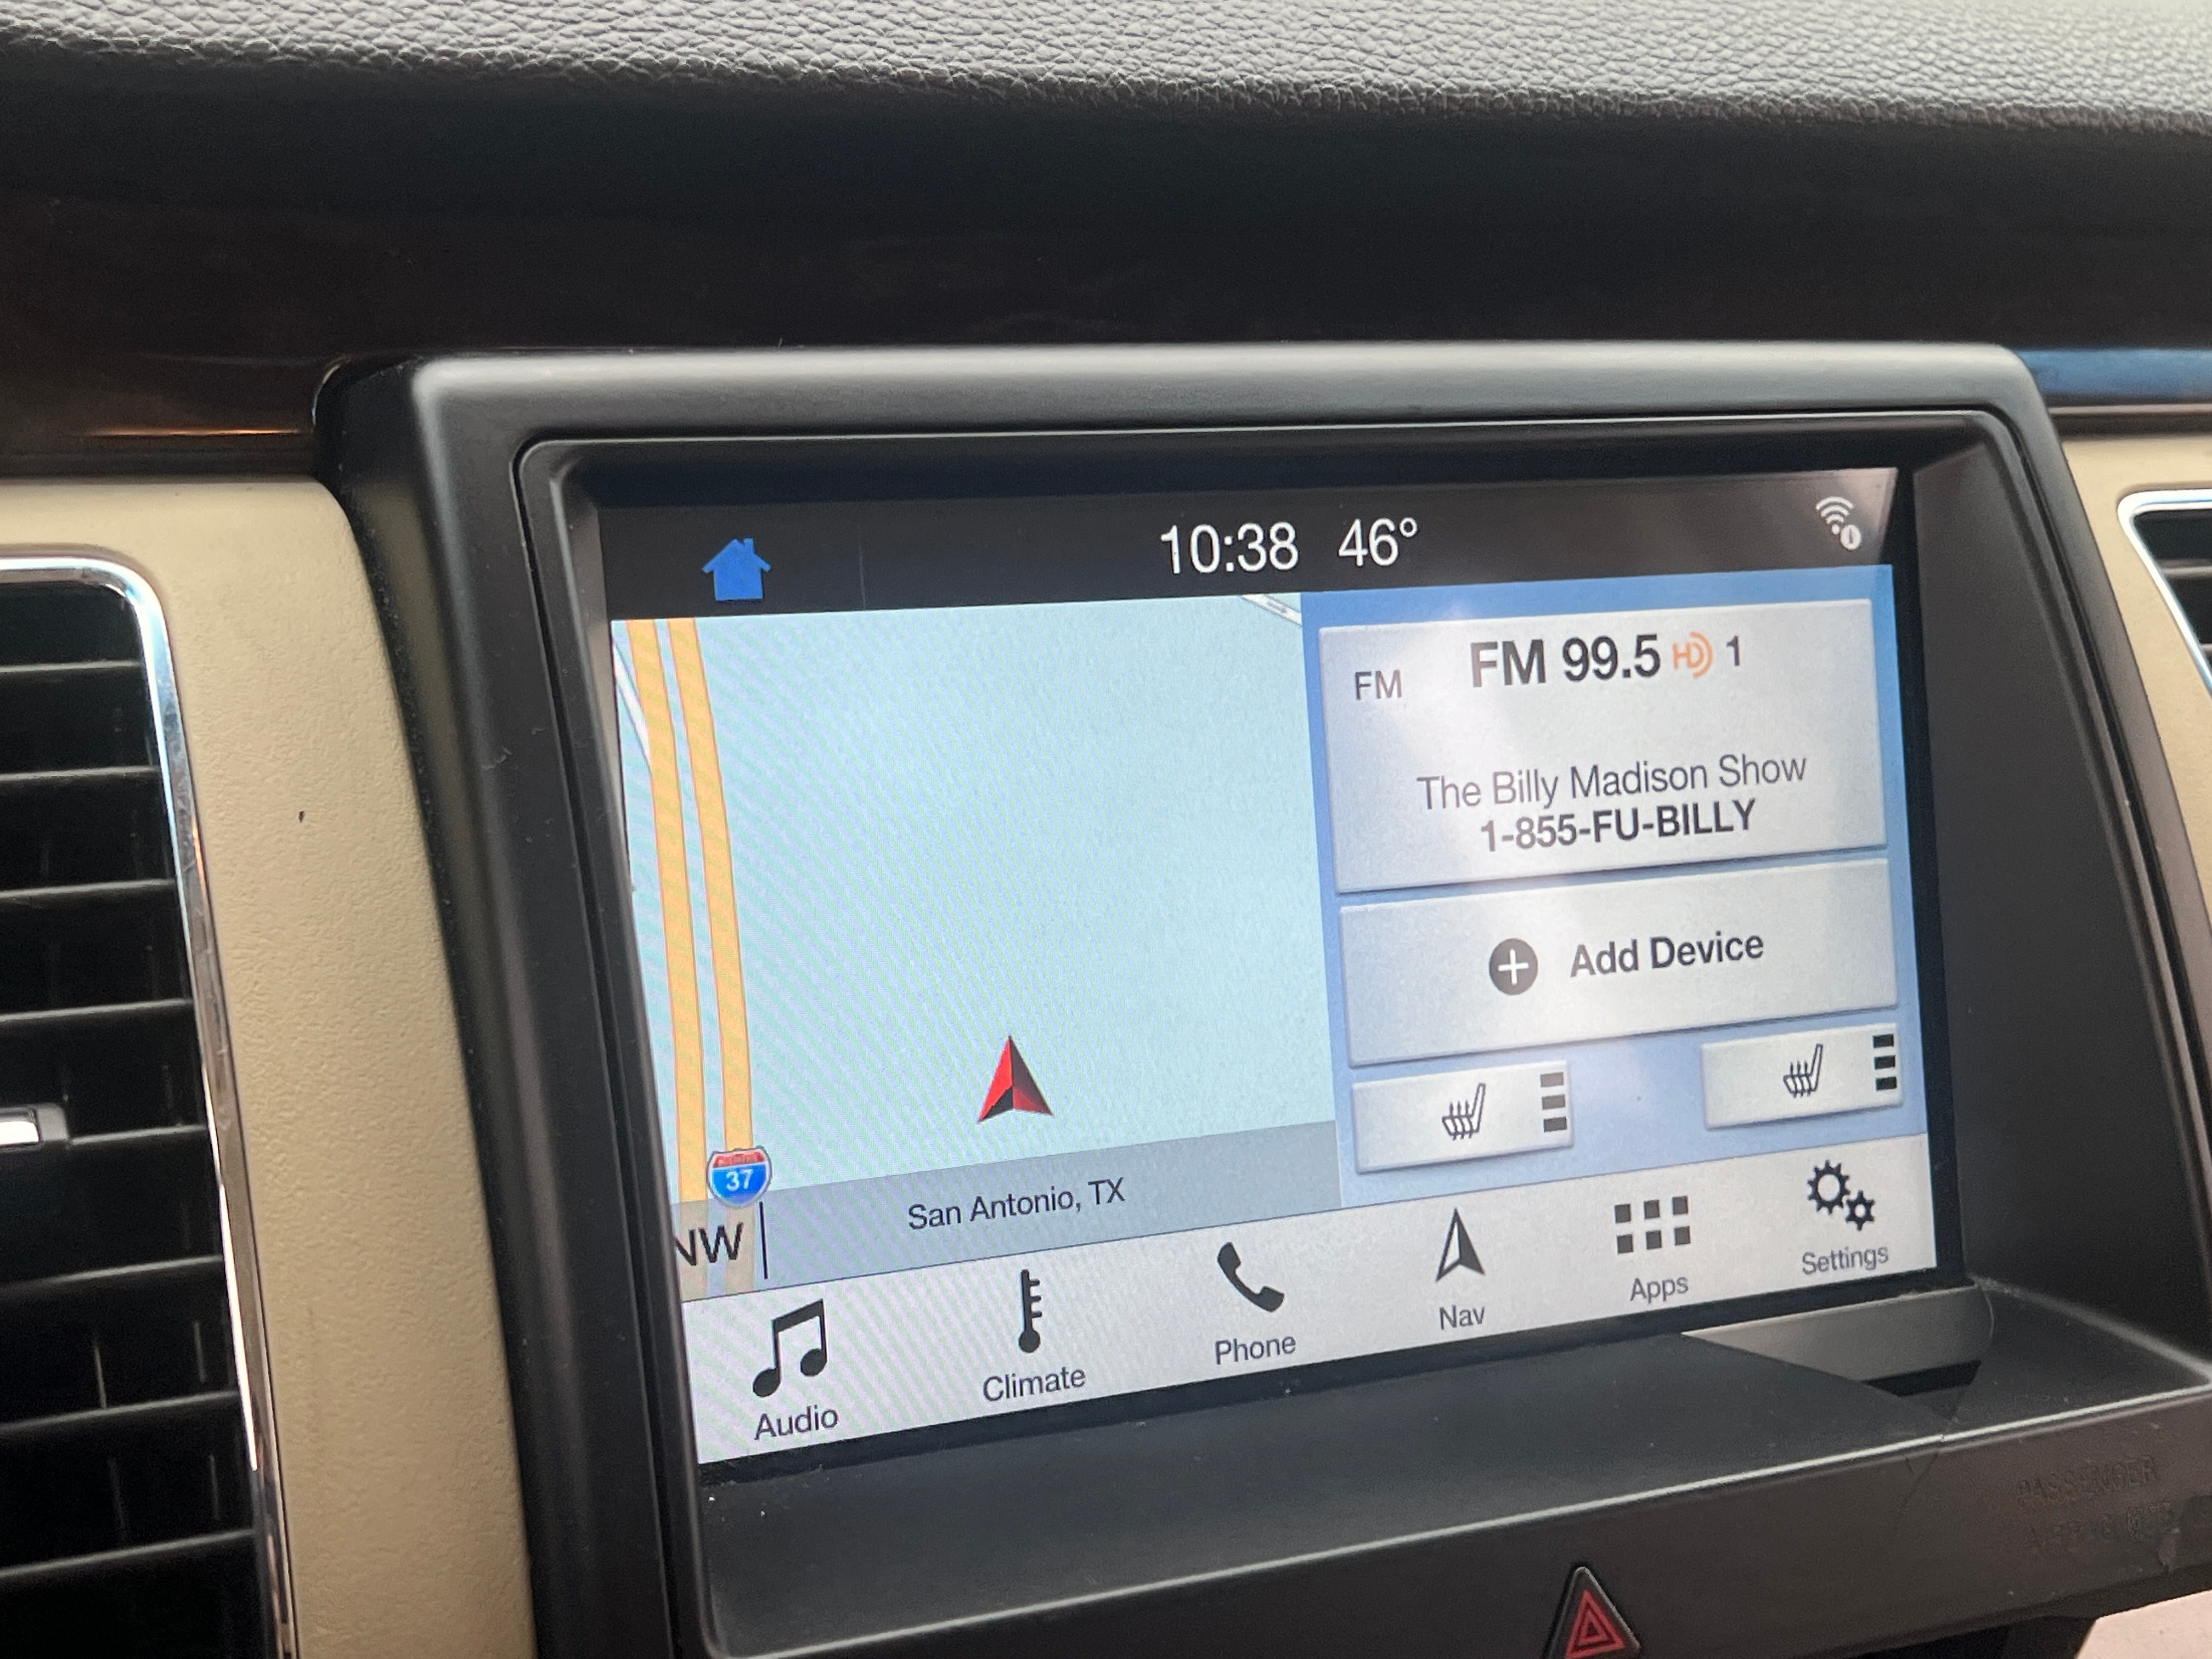 10:38 46°
FM FM 99.5 HD 1
The Billy Madison Show
1-855-FU-BILLY
Add Device
37
NW
San Antonio, TX
Audio
Climate
Phone
Nav
Apps
Settings
PASSENGER